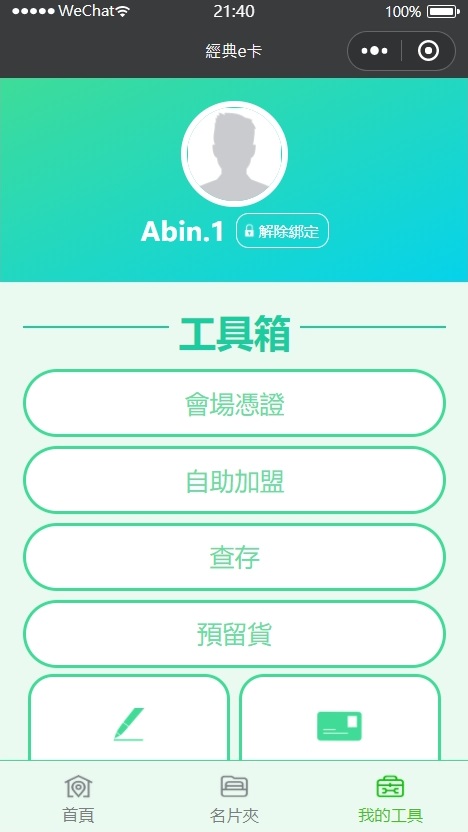 WeChat 21:40 100%
經典e卡
Abin.1 解除綁定
工具箱
會場憑證
自助加盟
查存
預留貨
首頁 名片夾 我的工具